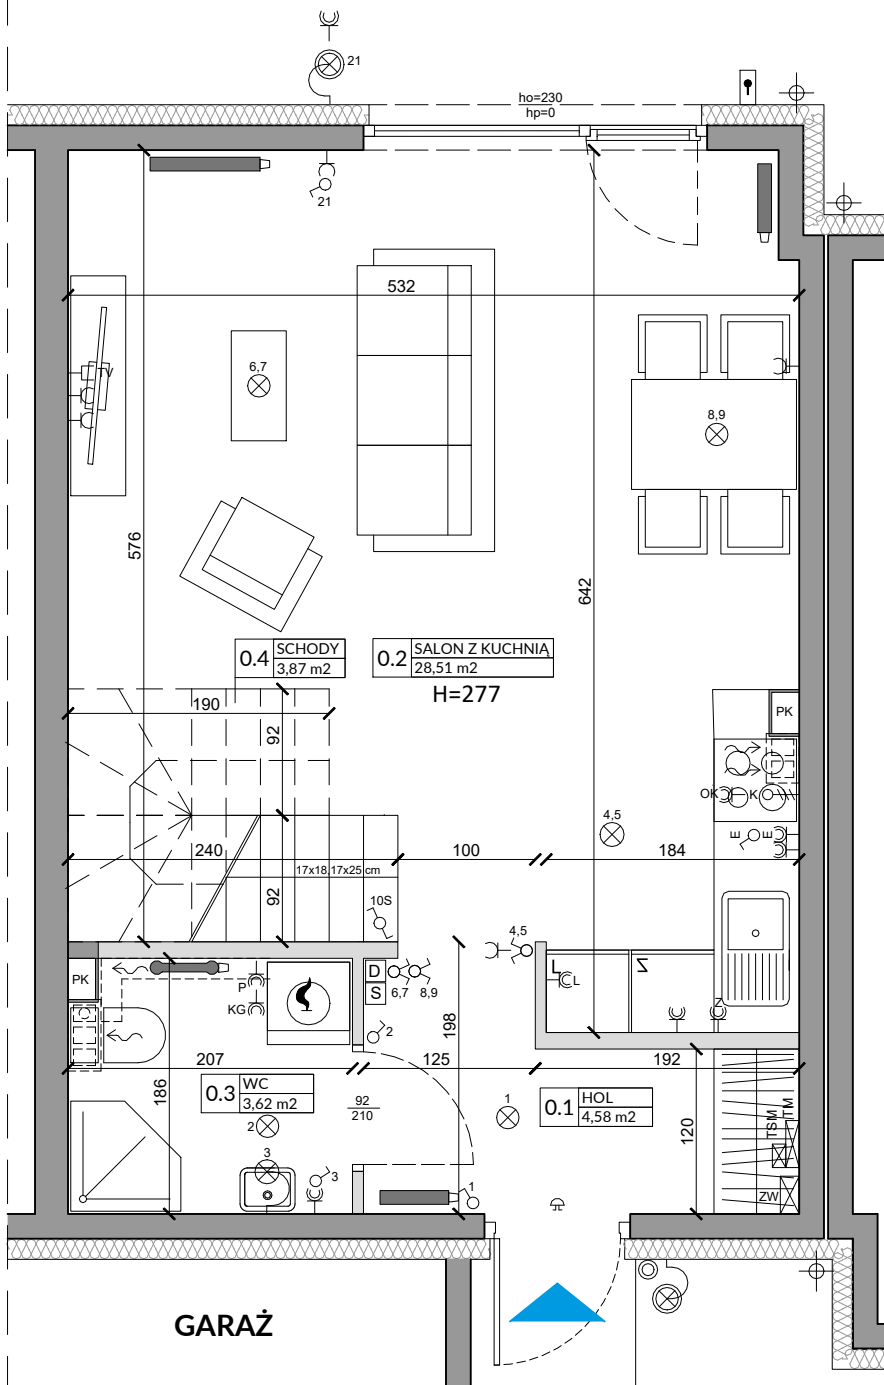 21
ho=230
hp=0
21
532
TV
6,7
8,9
576
642
0.4
SCHODY
3,87 m2
0.2
SALON Z KUCHNIĄ
28,51 m2
H=277
190
92
PK
OK
K
4,5
E
E
240
100
184
17x18,17x25 cm
92
10S
4,5
PK
P
KG
D
S
6,7
8,9
L
L
Z
Z
2
198
207
125
192
186
0.3
WC
3,62 m2
92
210
1
0.1
HOL
4,58 m2
120
TSM
TM
2
3
3
1
ZW
GARAŻ